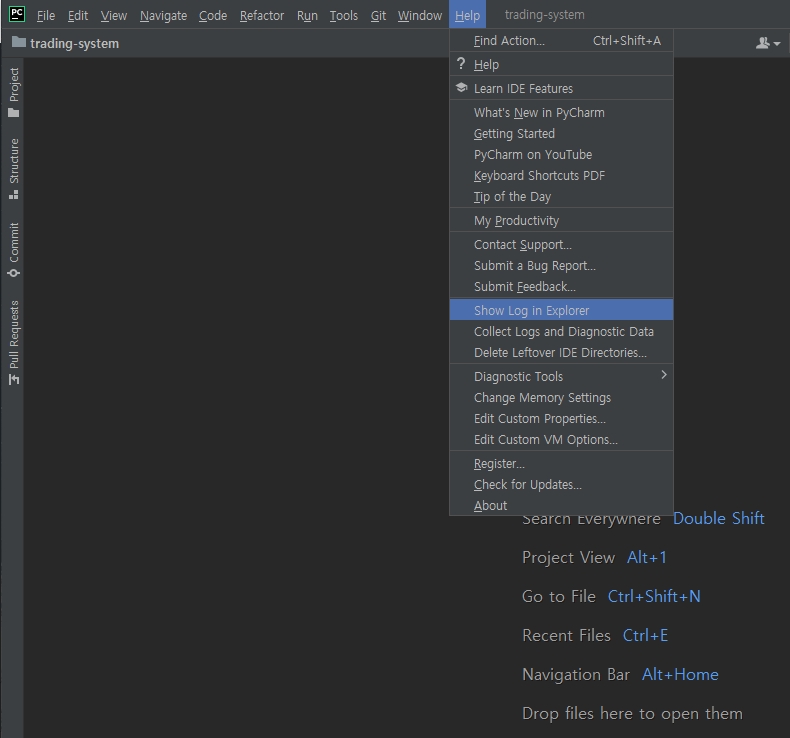 PC File Edit View Navigate Code Refactor Run Tools Git Window Help trading-system
trading-system
Project
Structure
Commit
Pull Requests
Find Action... Ctrl+Shift+A
? Help
Learn IDE Features
What's New in PyCharm
Getting Started
PyCharm on YouTube
Keyboard Shortcuts PDF
Tip of the Day
My Productivity
Contact Support...
Submit a Bug Report...
Submit Feedback...
Show Log in Explorer
Collect Logs and Diagnostic Data
Delete Leftover IDE Directories...
Diagnostic Tools
Change Memory Settings
Edit Custom Properties...
Edit Custom VM Options...
Register...
Check for Updates...
About
Search Everywhere Double Shift
Project View Alt+1
Go to File Ctrl+Shift+N
Recent Files Ctrl+E
Navigation Bar Alt+Home
Drop files here to open them